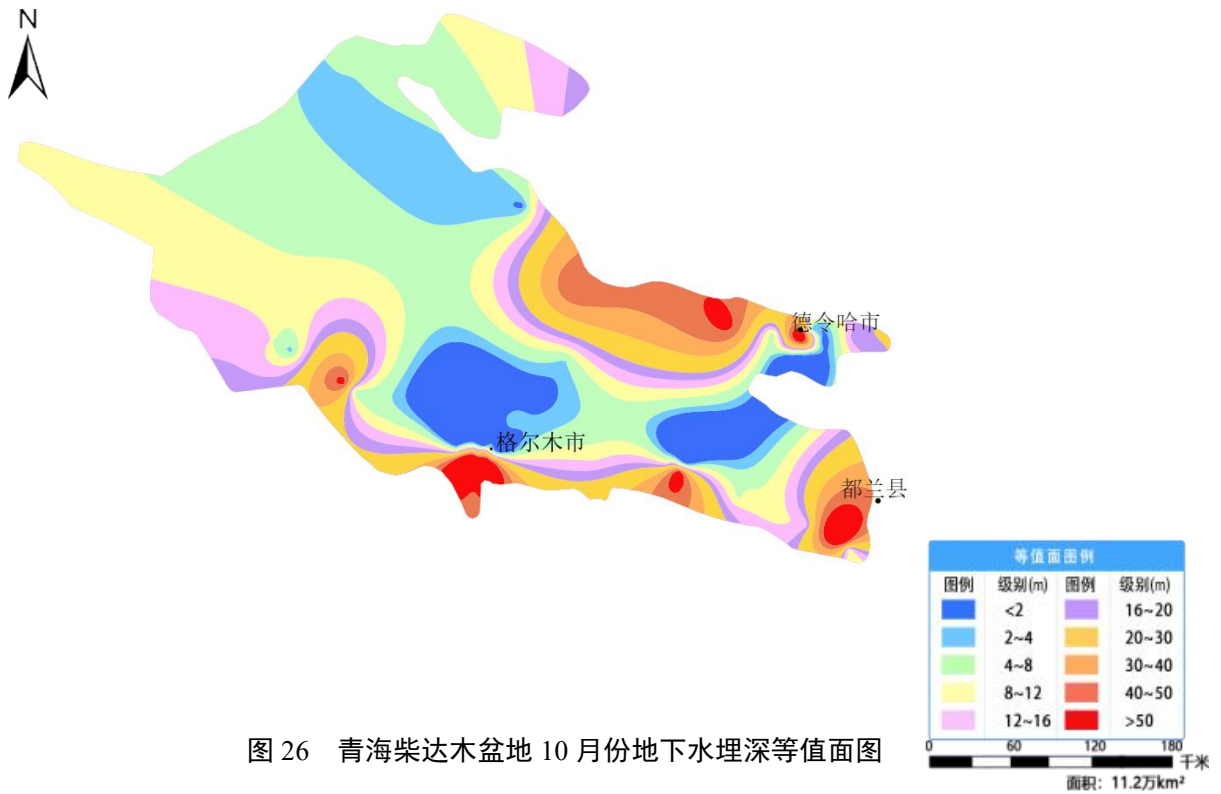 N
德令哈市
格尔木市
都兰县
等值面图例
图例 级别(m) 图例 级别(m)
<2 16~20
2~4 20~30
4~8 30~40
8~12 40~50
12~16 >50
0 60 120 180
千米
面积：11.2万km²
图 26 青海柴达木盆地 10 月份地下水埋深等值面图